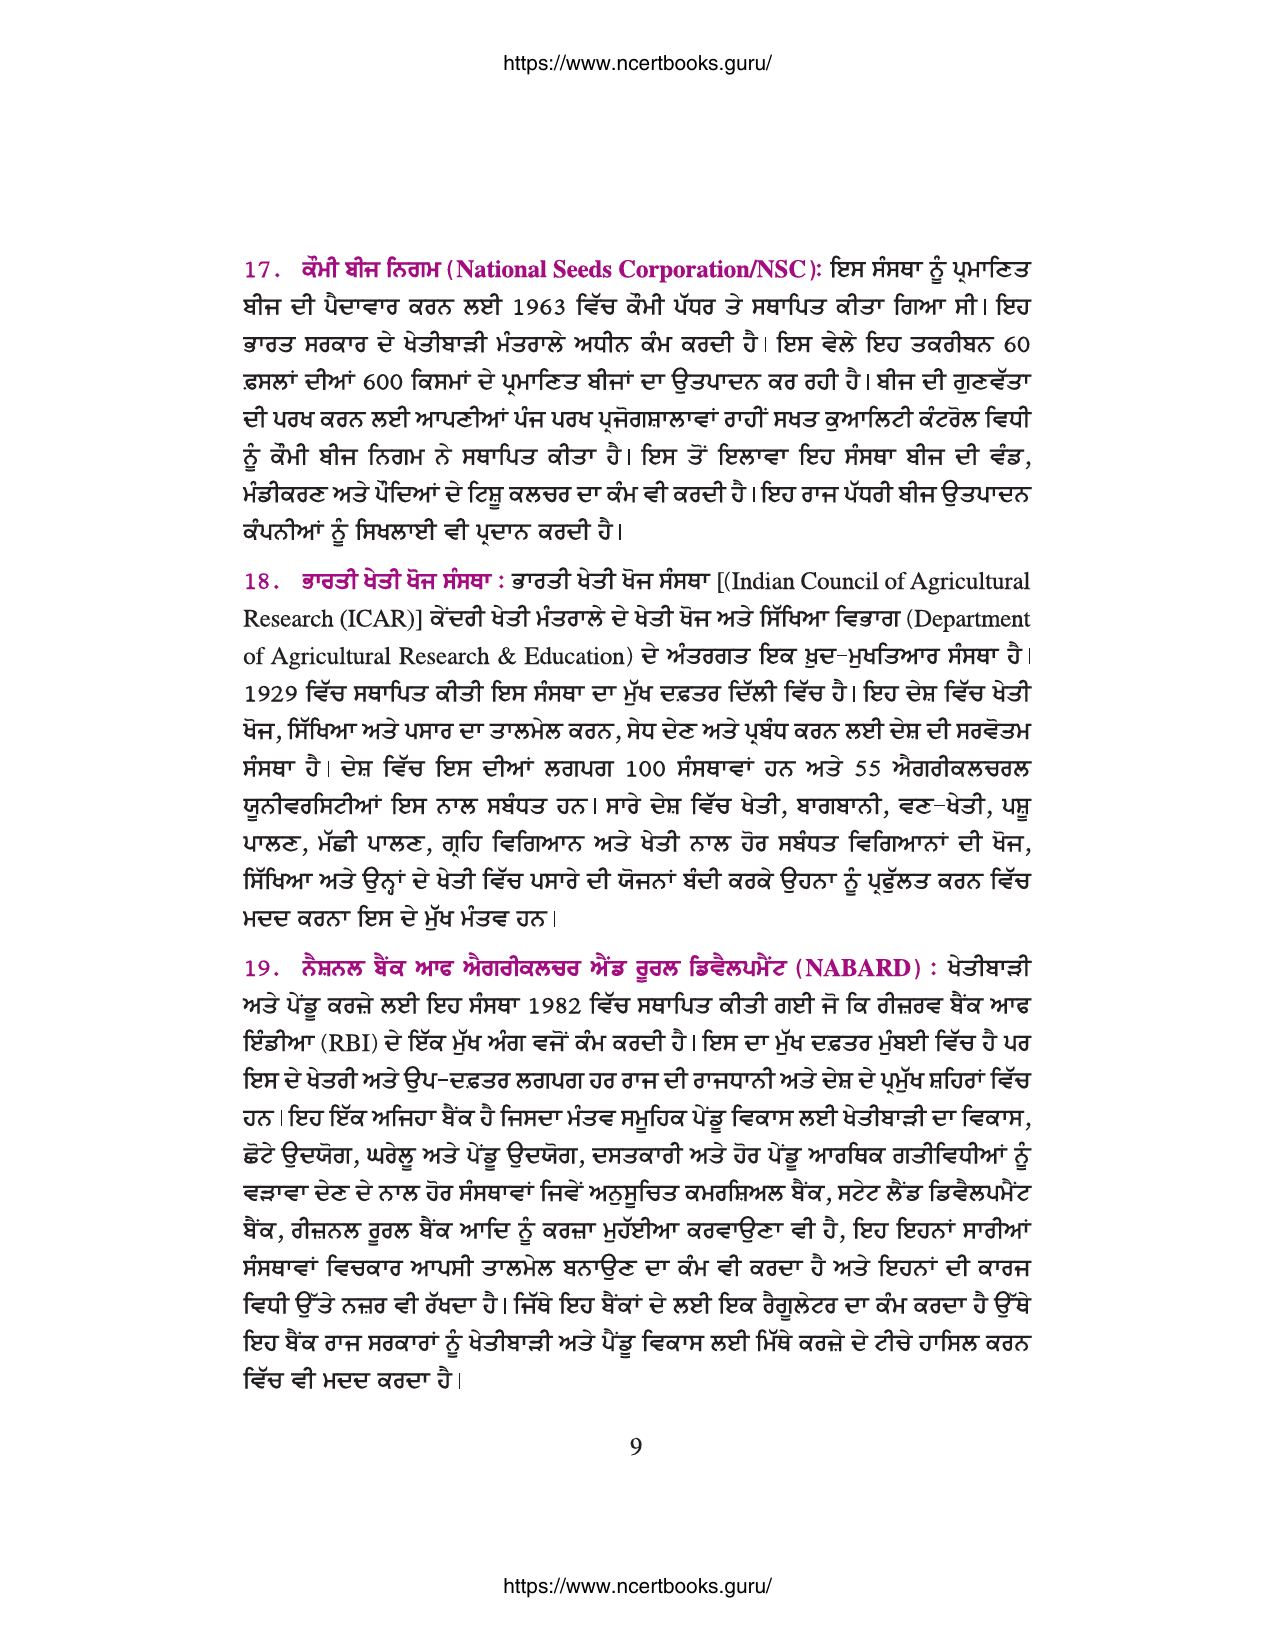 https://www.ncertbooks.guru/
17. ਕੌਮੀ ਬੀਜ ਨਿਗਮ (National Seeds Corporation/NSC): ਇਸ ਸੰਸਥਾ ਨੂੰ ਪ੍ਰਮਾਣਿਤ
ਬੀਜ ਦੀ ਪੈਦਾਵਾਰ ਕਰਨ ਲਈ 1963 ਵਿੱਚ ਕੌਮੀ ਪੱਧਰ ਤੇ ਸਥਾਪਿਤ ਕੀਤਾ ਗਿਆ ਸੀ। ਇਹ
ਭਾਰਤ ਸਰਕਾਰ ਦੇ ਖੇਤੀਬਾੜੀ ਮੰਤਰਾਲੇ ਅਧੀਨ ਕੰਮ ਕਰਦੀ ਹੈ। ਇਸ ਵੇਲੇ ਇਹ ਤਕਰੀਬਨ 60
ਫ਼ਸਲਾਂ ਦੀਆਂ 600 ਕਿਸਮਾਂ ਦੇ ਪ੍ਰਮਾਣਿਤ ਬੀਜਾਂ ਦਾ ਉਤਪਾਦਨ ਕਰ ਰਹੀ ਹੈ। ਬੀਜ ਦੀ ਗੁਣਵੱਤਾ
ਦੀ ਪਰਖ ਕਰਨ ਲਈ ਆਪਣੀਆਂ ਪੰਜ ਪਰਖ ਪ੍ਰਜੋਗਸ਼ਾਲਾਵਾਂ ਰਾਹੀਂ ਸਖਤ ਕੁਆਲਿਟੀ ਕੰਟਰੋਲ ਵਿਧੀ
ਨੂੰ ਕੌਮੀ ਬੀਜ ਨਿਗਮ ਨੇ ਸਥਾਪਿਤ ਕੀਤਾ ਹੈ। ਇਸ ਤੋਂ ਇਲਾਵਾ ਇਹ ਸੰਸਥਾ ਬੀਜ ਦੀ ਵੰਡ,
ਮੰਡੀਕਰਣ ਅਤੇ ਪੌਦਿਆਂ ਦੇ ਟਿਸ਼ੂ ਕਲਚਰ ਦਾ ਕੰਮ ਵੀ ਕਰਦੀ ਹੈ। ਇਹ ਰਾਜ ਪੱਧਰੀ ਬੀਜ ਉਤਪਾਦਨ
ਕੰਪਨੀਆਂ ਨੂੰ ਸਿਖਲਾਈ ਵੀ ਪ੍ਰਦਾਨ ਕਰਦੀ ਹੈ।
18. ਭਾਰਤੀ ਖੇਤੀ ਖੋਜ ਸੰਸਥਾ : ਭਾਰਤੀ ਖੇਤੀ ਖੋਜ ਸੰਸਥਾ [(Indian Council of Agricultural
Research (ICAR)] ਕੇਂਦਰੀ ਖੇਤੀ ਮੰਤਰਾਲੇ ਦੇ ਖੇਤੀ ਖੋਜ ਅਤੇ ਸਿੱਖਿਆ ਵਿਭਾਗ (Department
of Agricultural Research & Education) ਦੇ ਅੰਤਰਗਤ ਇਕ ਖ਼ੁਦ-ਮੁਖਤਿਆਰ ਸੰਸਥਾ ਹੈ।
1929 ਵਿੱਚ ਸਥਾਪਿਤ ਕੀਤੀ ਇਸ ਸੰਸਥਾ ਦਾ ਮੁੱਖ ਦਫ਼ਤਰ ਦਿੱਲੀ ਵਿੱਚ ਹੈ। ਇਹ ਦੇਸ਼ ਵਿੱਚ ਖੇਤੀ
ਖੋਜ, ਸਿੱਖਿਆ ਅਤੇ ਪਸਾਰ ਦਾ ਤਾਲਮੇਲ ਕਰਨ, ਸੇਧ ਦੇਣ ਅਤੇ ਪ੍ਰਬੰਧ ਕਰਨ ਲਈ ਦੇਸ਼ ਦੀ ਸਰਵੋਤਮ
ਸੰਸਥਾ ਹੈ। ਦੇਸ਼ ਵਿੱਚ ਇਸ ਦੀਆਂ ਲਗਪਗ 100 ਸੰਸਥਾਵਾਂ ਹਨ ਅਤੇ 55 ਐਗਰੀਕਲਚਰਲ
ਯੂਨੀਵਰਸਿਟੀਆਂ ਇਸ ਨਾਲ ਸਬੰਧਤ ਹਨ। ਸਾਰੇ ਦੇਸ਼ ਵਿੱਚ ਖੇਤੀ, ਬਾਗਬਾਨੀ, ਵਣ-ਖੇਤੀ, ਪਸ਼ੂ
ਪਾਲਣ, ਮੱਛੀ ਪਾਲਣ, ਗ੍ਰਹਿ ਵਿਗਿਆਨ ਅਤੇ ਖੇਤੀ ਨਾਲ ਹੋਰ ਸਬੰਧਤ ਵਿਗਿਆਨਾਂ ਦੀ ਖੋਜ,
ਸਿੱਖਿਆ ਅਤੇ ਉਨ੍ਹਾਂ ਦੇ ਖੇਤੀ ਵਿੱਚ ਪਸਾਰੇ ਦੀ ਯੋਜਨਾਂ ਬੰਦੀ ਕਰਕੇ ਉਹਨਾ ਨੂੰ ਪ੍ਰਫੁੱਲਤ ਕਰਨ ਵਿੱਚ
ਮਦਦ ਕਰਨਾ ਇਸ ਦੇ ਮੁੱਖ ਮੰਤਵ ਹਨ।
19. ਨੈਸ਼ਨਲ ਬੈਂਕ ਆਫ ਐਗਰੀਕਲਚਰ ਐਂਡ ਰੂਰਲ ਡਿਵੈਲਪਮੈਂਟ (NABARD) : ਖੇਤੀਬਾੜੀ
ਅਤੇ ਪੇਂਡੂ ਕਰਜ਼ੇ ਲਈ ਇਹ ਸੰਸਥਾ 1982 ਵਿੱਚ ਸਥਾਪਿਤ ਕੀਤੀ ਗਈ ਜੋ ਕਿ ਰੀਜ਼ਰਵ ਬੈਂਕ ਆਫ
ਇੰਡੀਆ (RBI) ਦੇ ਇੱਕ ਮੁੱਖ ਅੰਗ ਵਜੋਂ ਕੰਮ ਕਰਦੀ ਹੈ। ਇਸ ਦਾ ਮੁੱਖ ਦਫ਼ਤਰ ਮੁੰਬਈ ਵਿੱਚ ਹੈ ਪਰ
ਇਸ ਦੇ ਖੇਤਰੀ ਅਤੇ ਉਪ-ਦਫ਼ਤਰ ਲਗਪਗ ਹਰ ਰਾਜ ਦੀ ਰਾਜਧਾਨੀ ਅਤੇ ਦੇਸ਼ ਦੇ ਪ੍ਰਮੁੱਖ ਸ਼ਹਿਰਾਂ ਵਿੱਚ
ਹਨ। ਇਹ ਇੱਕ ਅਜਿਹਾ ਬੈਂਕ ਹੈ ਜਿਸਦਾ ਮੰਤਵ ਸਮੂਹਿਕ ਪੇਂਡੂ ਵਿਕਾਸ ਲਈ ਖੇਤੀਬਾੜੀ ਦਾ ਵਿਕਾਸ,
ਛੋਟੇ ਉਦਯੋਗ, ਘਰੇਲੂ ਅਤੇ ਪੇਂਡੂ ਉਦਯੋਗ, ਦਸਤਕਾਰੀ ਅਤੇ ਹੋਰ ਪੇਂਡੂ ਆਰਥਿਕ ਗਤੀਵਿਧੀਆਂ ਨੂੰ
ਵੜਾਵਾ ਦੇਣ ਦੇ ਨਾਲ ਹੋਰ ਸੰਸਥਾਵਾਂ ਜਿਵੇਂ ਅਨੁਸੂਚਿਤ ਕਮਰਸ਼ਿਅਲ ਬੈਂਕ, ਸਟੇਟ ਲੈਂਡ ਡਿਵੈਲਪਮੈਂਟ
ਬੈਂਕ, ਰੀਜ਼ਨਲ ਰੂਰਲ ਬੈਂਕ ਆਦਿ ਨੂੰ ਕਰਜ਼ਾ ਮੁਹੱਈਆ ਕਰਵਾਉਣਾ ਵੀ ਹੈ, ਇਹ ਇਹਨਾਂ ਸਾਰੀਆਂ
ਸੰਸਥਾਵਾਂ ਵਿਚਕਾਰ ਆਪਸੀ ਤਾਲਮੇਲ ਬਨਾਉਣ ਦਾ ਕੰਮ ਵੀ ਕਰਦਾ ਹੈ ਅਤੇ ਇਹਨਾਂ ਦੀ ਕਾਰਜ
ਵਿਧੀ ਉੱਤੇ ਨਜ਼ਰ ਵੀ ਰੱਖਦਾ ਹੈ। ਜਿੱਥੇ ਇਹ ਬੈਂਕਾਂ ਦੇ ਲਈ ਇਕ ਰੈਗੂਲੇਟਰ ਦਾ ਕੰਮ ਕਰਦਾ ਹੈ ਉੱਥੇ
ਇਹ ਬੈਂਕ ਰਾਜ ਸਰਕਾਰਾਂ ਨੂੰ ਖੇਤੀਬਾੜੀ ਅਤੇ ਪੈਂਡੂ ਵਿਕਾਸ ਲਈ ਮਿੱਥੇ ਕਰਜ਼ੇ ਦੇ ਟੀਚੇ ਹਾਸਿਲ ਕਰਨ
ਵਿੱਚ ਵੀ ਮਦਦ ਕਰਦਾ ਹੈ।
9
https://www.ncertbooks.guru/